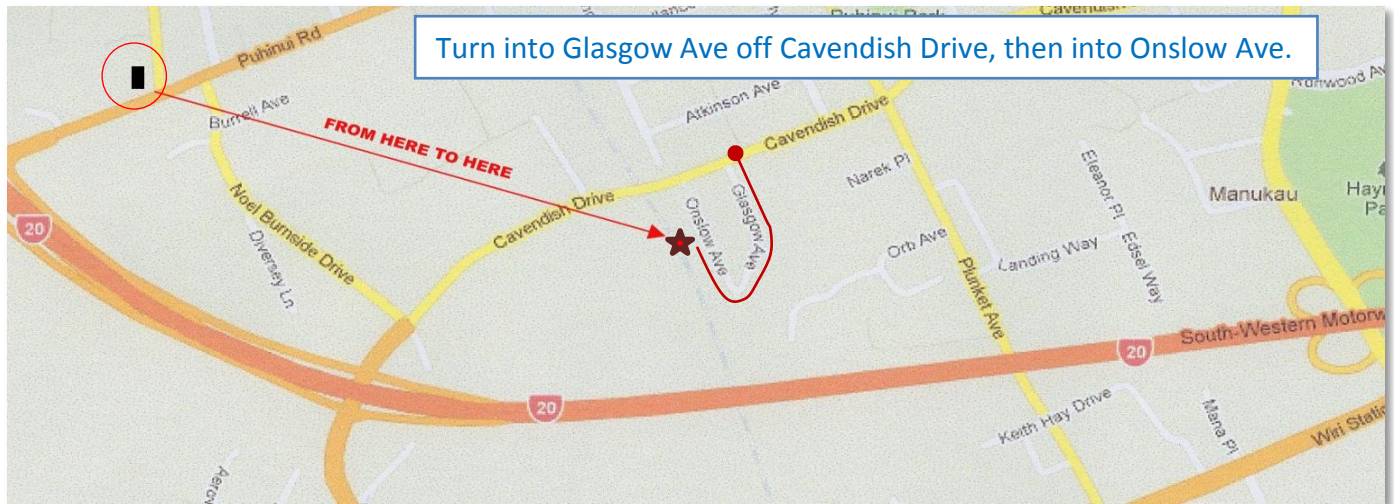 Turn into Glasgow Ave off Cavendish Drive, then into Onslow Ave.
Puhinui Rd
Burrell Ave
FROM HERE TO HERE
Atkinson Ave
Cavendish Drive
Narek Pl
Eleanor Pl
Manukau
20
Noel Burnside Drive
Diversey Ln
Cavendish Drive
Onslow Ave
Glasgow Ave
Orb Ave
Landing Way
Edsel Way
Plunket Ave
South-Western Motorw
20
20
Keith Hay Drive
Mana Pl
Wiri Static